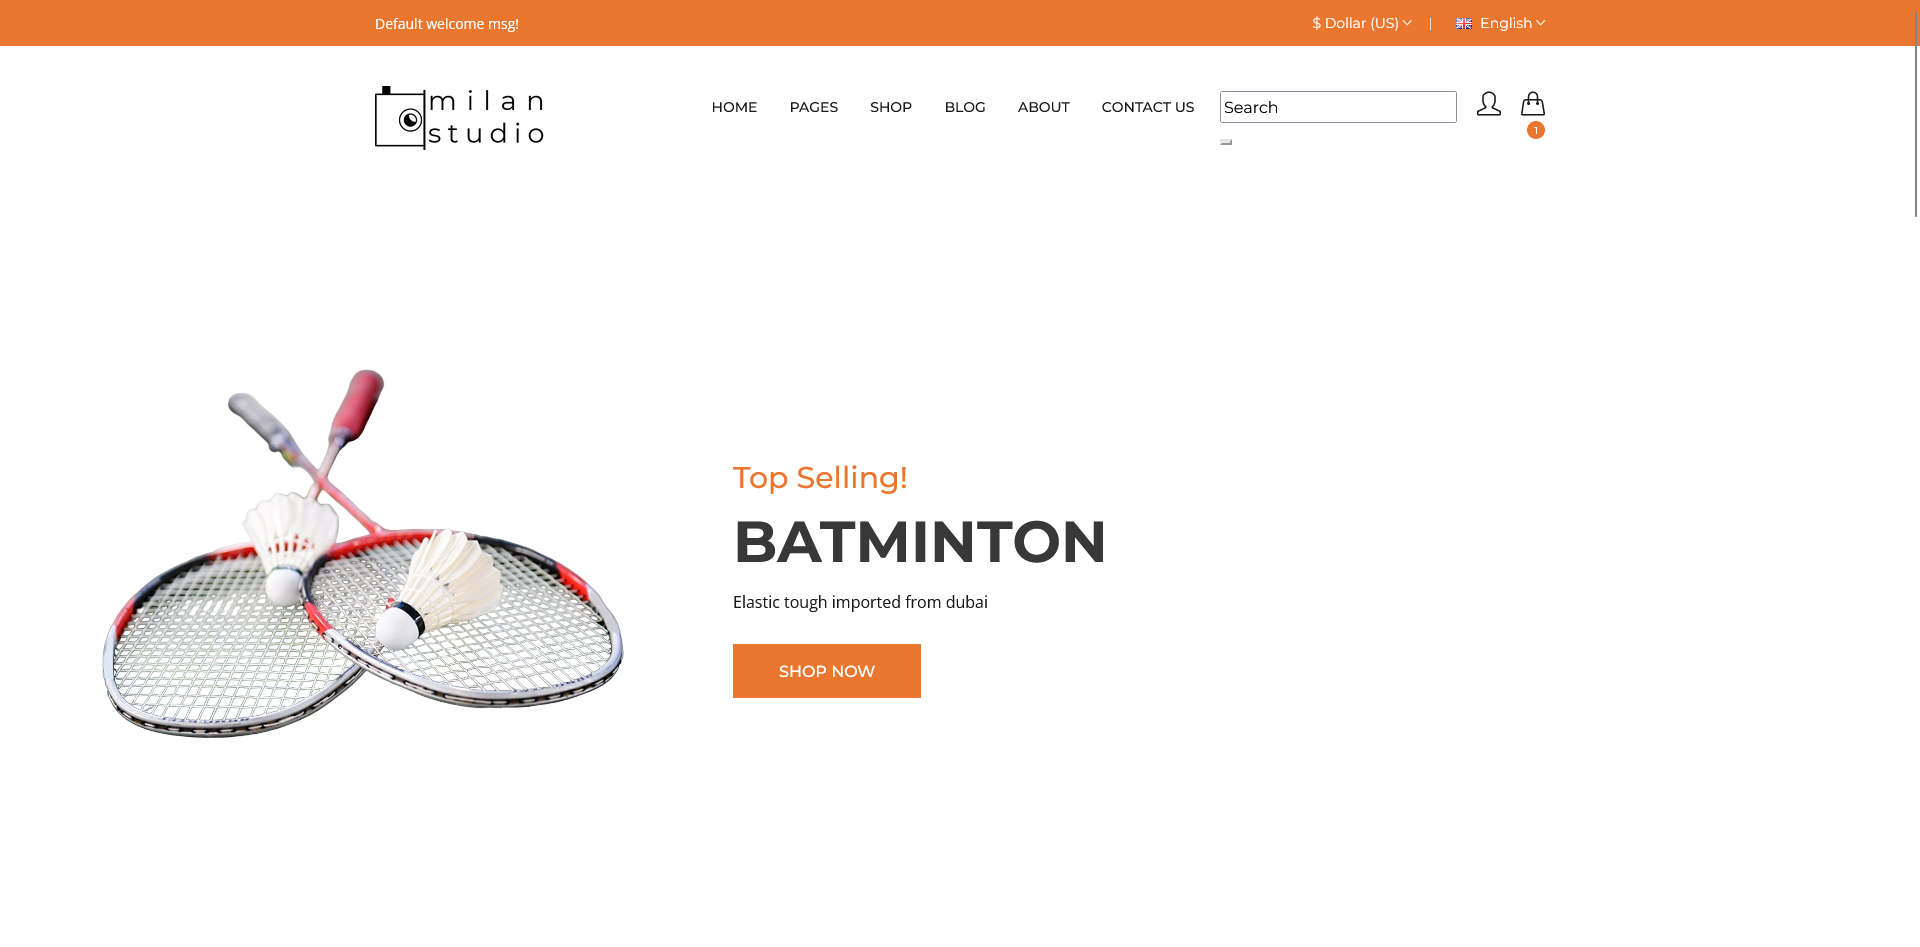 Default welcome msg!
$ Dollar (US) | English
milan
studio
HOME PAGES SHOP BLOG ABOUT CONTACT US Search
1
Top Selling!
BATMINTON
Elastic tough imported from dubai
SHOP NOW